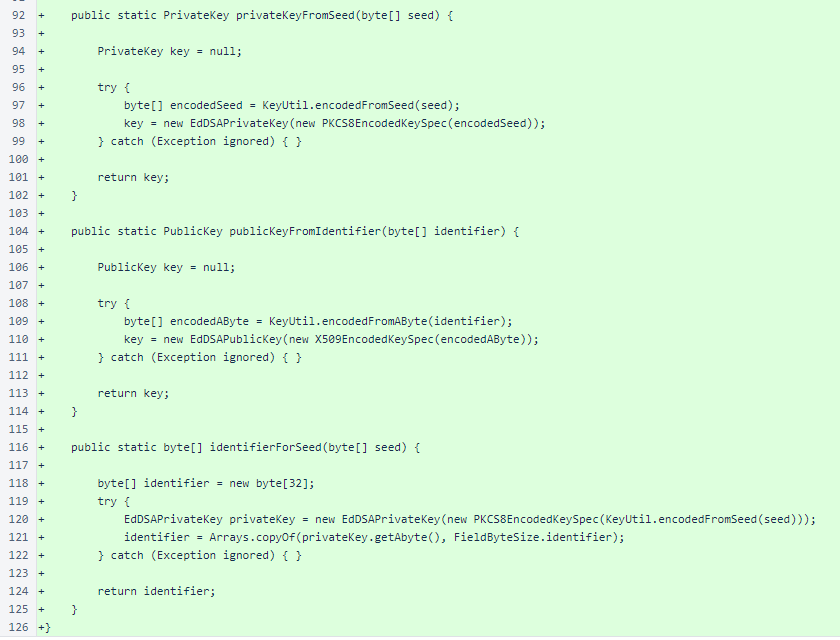 92 +    public static PrivateKey privateKeyFromSeed(byte[] seed) {
93 +
94 +        PrivateKey key = null;
95 +
96 +        try {
97 +            byte[] encodedSeed = KeyUtil.encodedFromSeed(seed);
98 +            key = new EdDSAPrivateKey(new PKCS8EncodedKeySpec(encodedSeed));
99 +        } catch (Exception ignored) { }
100 +
101 +        return key;
102 +    }
103 +
104 +    public static PublicKey publicKeyFromIdentifier(byte[] identifier) {
105 +
106 +        PublicKey key = null;
107 +
108 +        try {
109 +            byte[] encodedAByte = KeyUtil.encodedFromAByte(identifier);
110 +            key = new EdDSAPublicKey(new X509EncodedKeySpec(encodedAByte));
111 +        } catch (Exception ignored) { }
112 +
113 +        return key;
114 +    }
115 +
116 +    public static byte[] identifierForSeed(byte[] seed) {
117 +
118 +        byte[] identifier = new byte[32];
119 +        try {
120 +            EdDSAPrivateKey privateKey = new EdDSAPrivateKey(new PKCS8EncodedKeySpec(KeyUtil.encodedFromSeed(seed)));
121 +            identifier = Arrays.copyOf(privateKey.getAbyte(), FieldByteSize.identifier);
122 +        } catch (Exception ignored) { }
123 +
124 +        return identifier;
125 +    }
126 +}